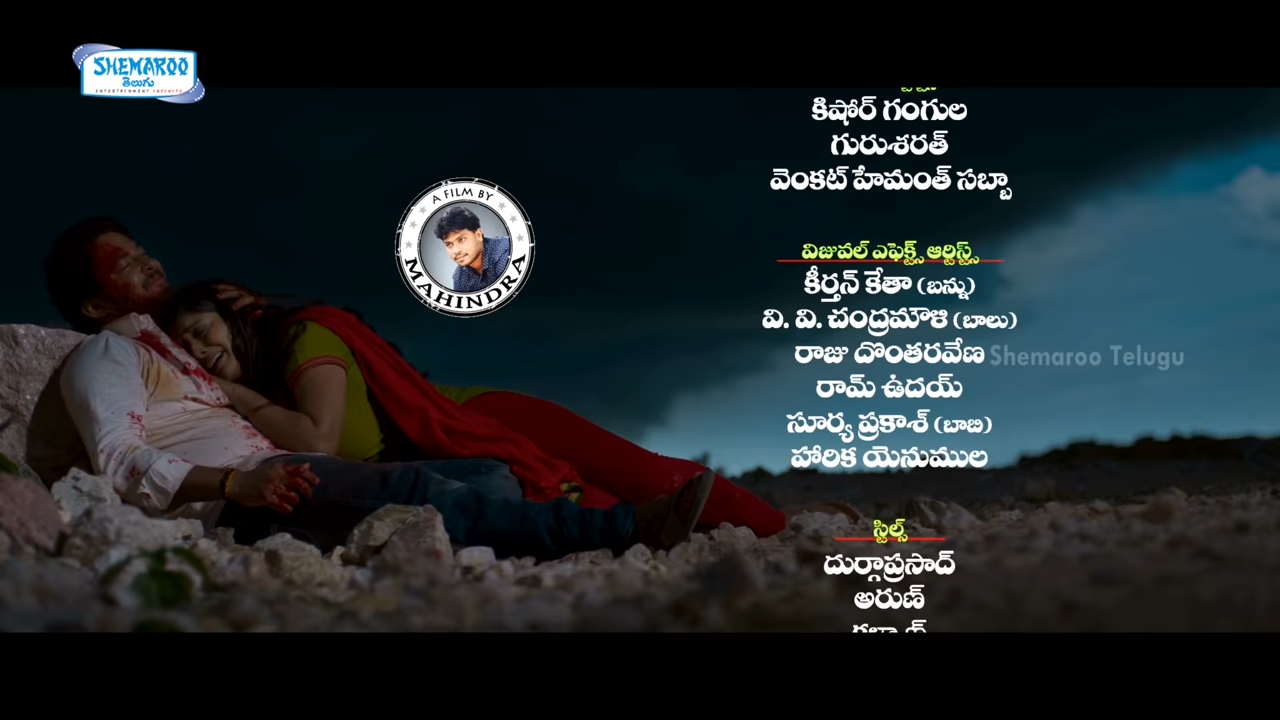 SHEMAROO
తెలుగు
ENTERTAINMENT
A FILM BY
MAHINDRA
కిషోర్ గంగుల
గురుశరత్
వెంకట్ హేమంత్ సబ్బా
విజువల్ ఎఫెక్ట్స్ ఆర్టిస్ట్స్
కీర్తన్ కేతా (బన్ను)
వి. వి. చంద్రమౌళి (బాలు)
రాజు దొంతరవేణ
Shemaroo Telugu
రామ్ ఉదయ్
సూర్య ప్రకాశ్ (బాబి)
హారిక యెనుముల
స్టిల్స్
దుర్గాప్రసాద్
అరుణ్